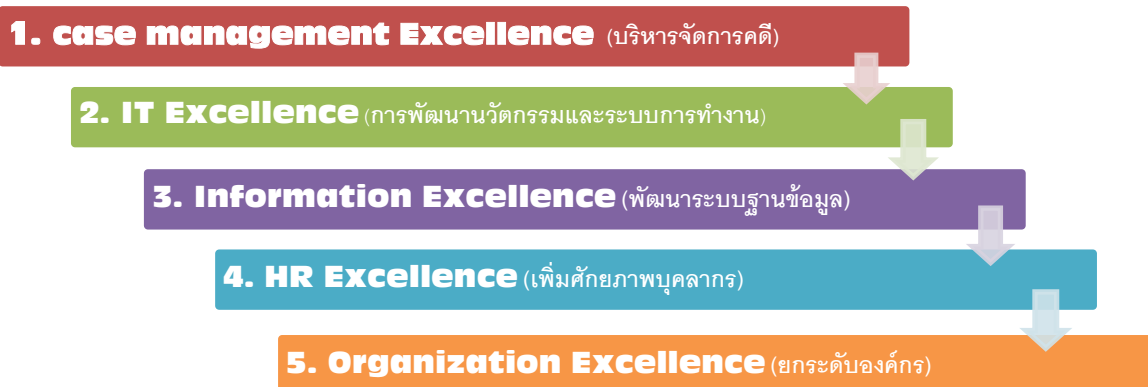 1. case management Excellence (บริหารจัดการคดี)
2. IT Excellence (การพัฒนานวัตกรรมและระบบการทำงาน)
3. Information Excellence (พัฒนาระบบฐานข้อมูล)
4. HR Excellence (เพิ่มศักยภาพบุคลากร)
5. Organization Excellence (ยกระดับองค์กร)